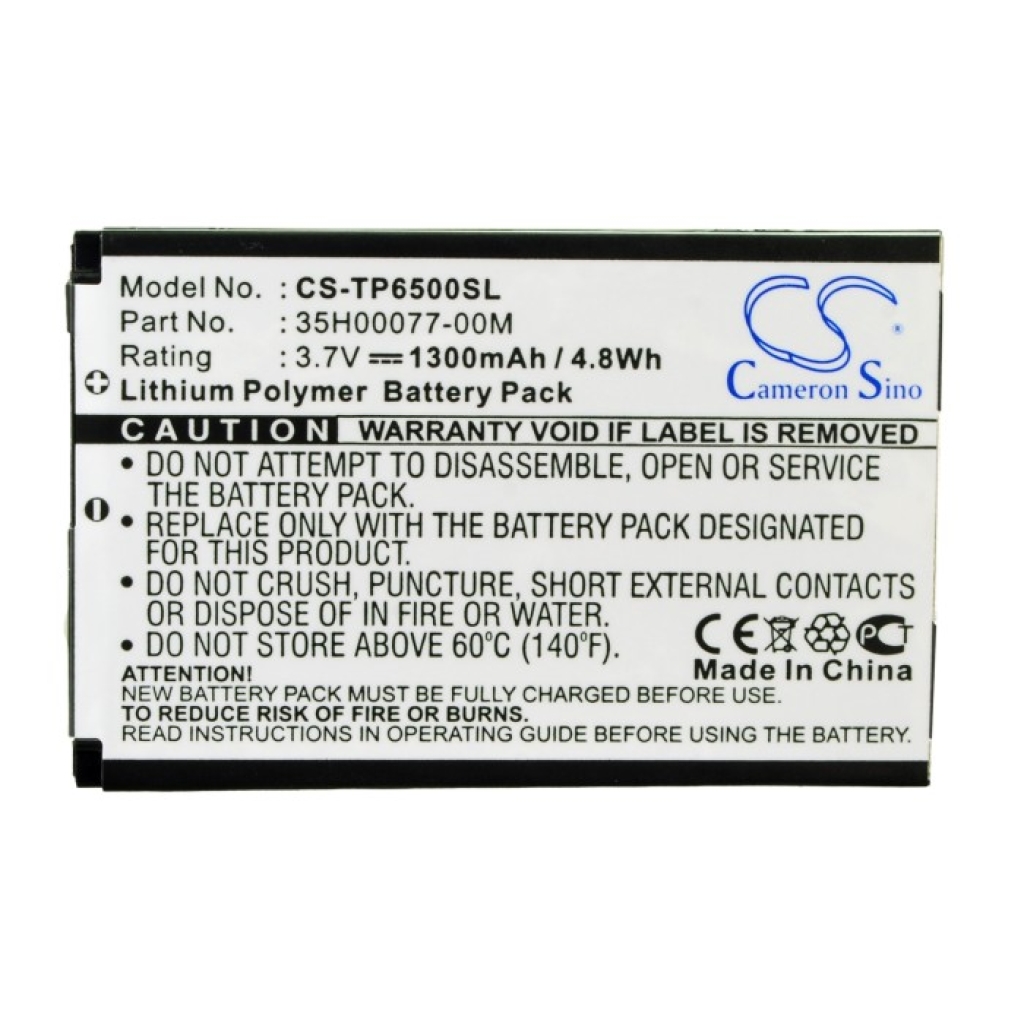 Model No. : CS-TP6500SL
Part No. : 35H00077-00M
Rating : 3.7V 1300mAh / 4.8Wh
Lithium Polymer Battery Pack
CS ®
Cameron Sino
CAUTION WARRANTY VOID IF LABEL IS REMOVED
• DO NOT ATTEMPT TO DISASSEMBLE, OPEN OR SERVICE
THE BATTERY PACK.
• REPLACE ONLY WITH THE BATTERY PACK DESIGNATED
FOR THIS PRODUCT.
• DO NOT CRUSH, PUNCTURE, SHORT EXTERNAL CONTACTS
OR DISPOSE OF IN FIRE OR WATER.
• DO NOT STORE ABOVE 60°C (140°F).
CE PCT
Made In China
ATTENTION!
NEW BATTERY PACK MUST BE FULLY CHARGED BEFORE USE.
TO REDUCE RISK OF FIRE OR BURNS.
READ INSTRUCTIONS IN OPERATING GUIDE BEFORE USING THE BATTERY.